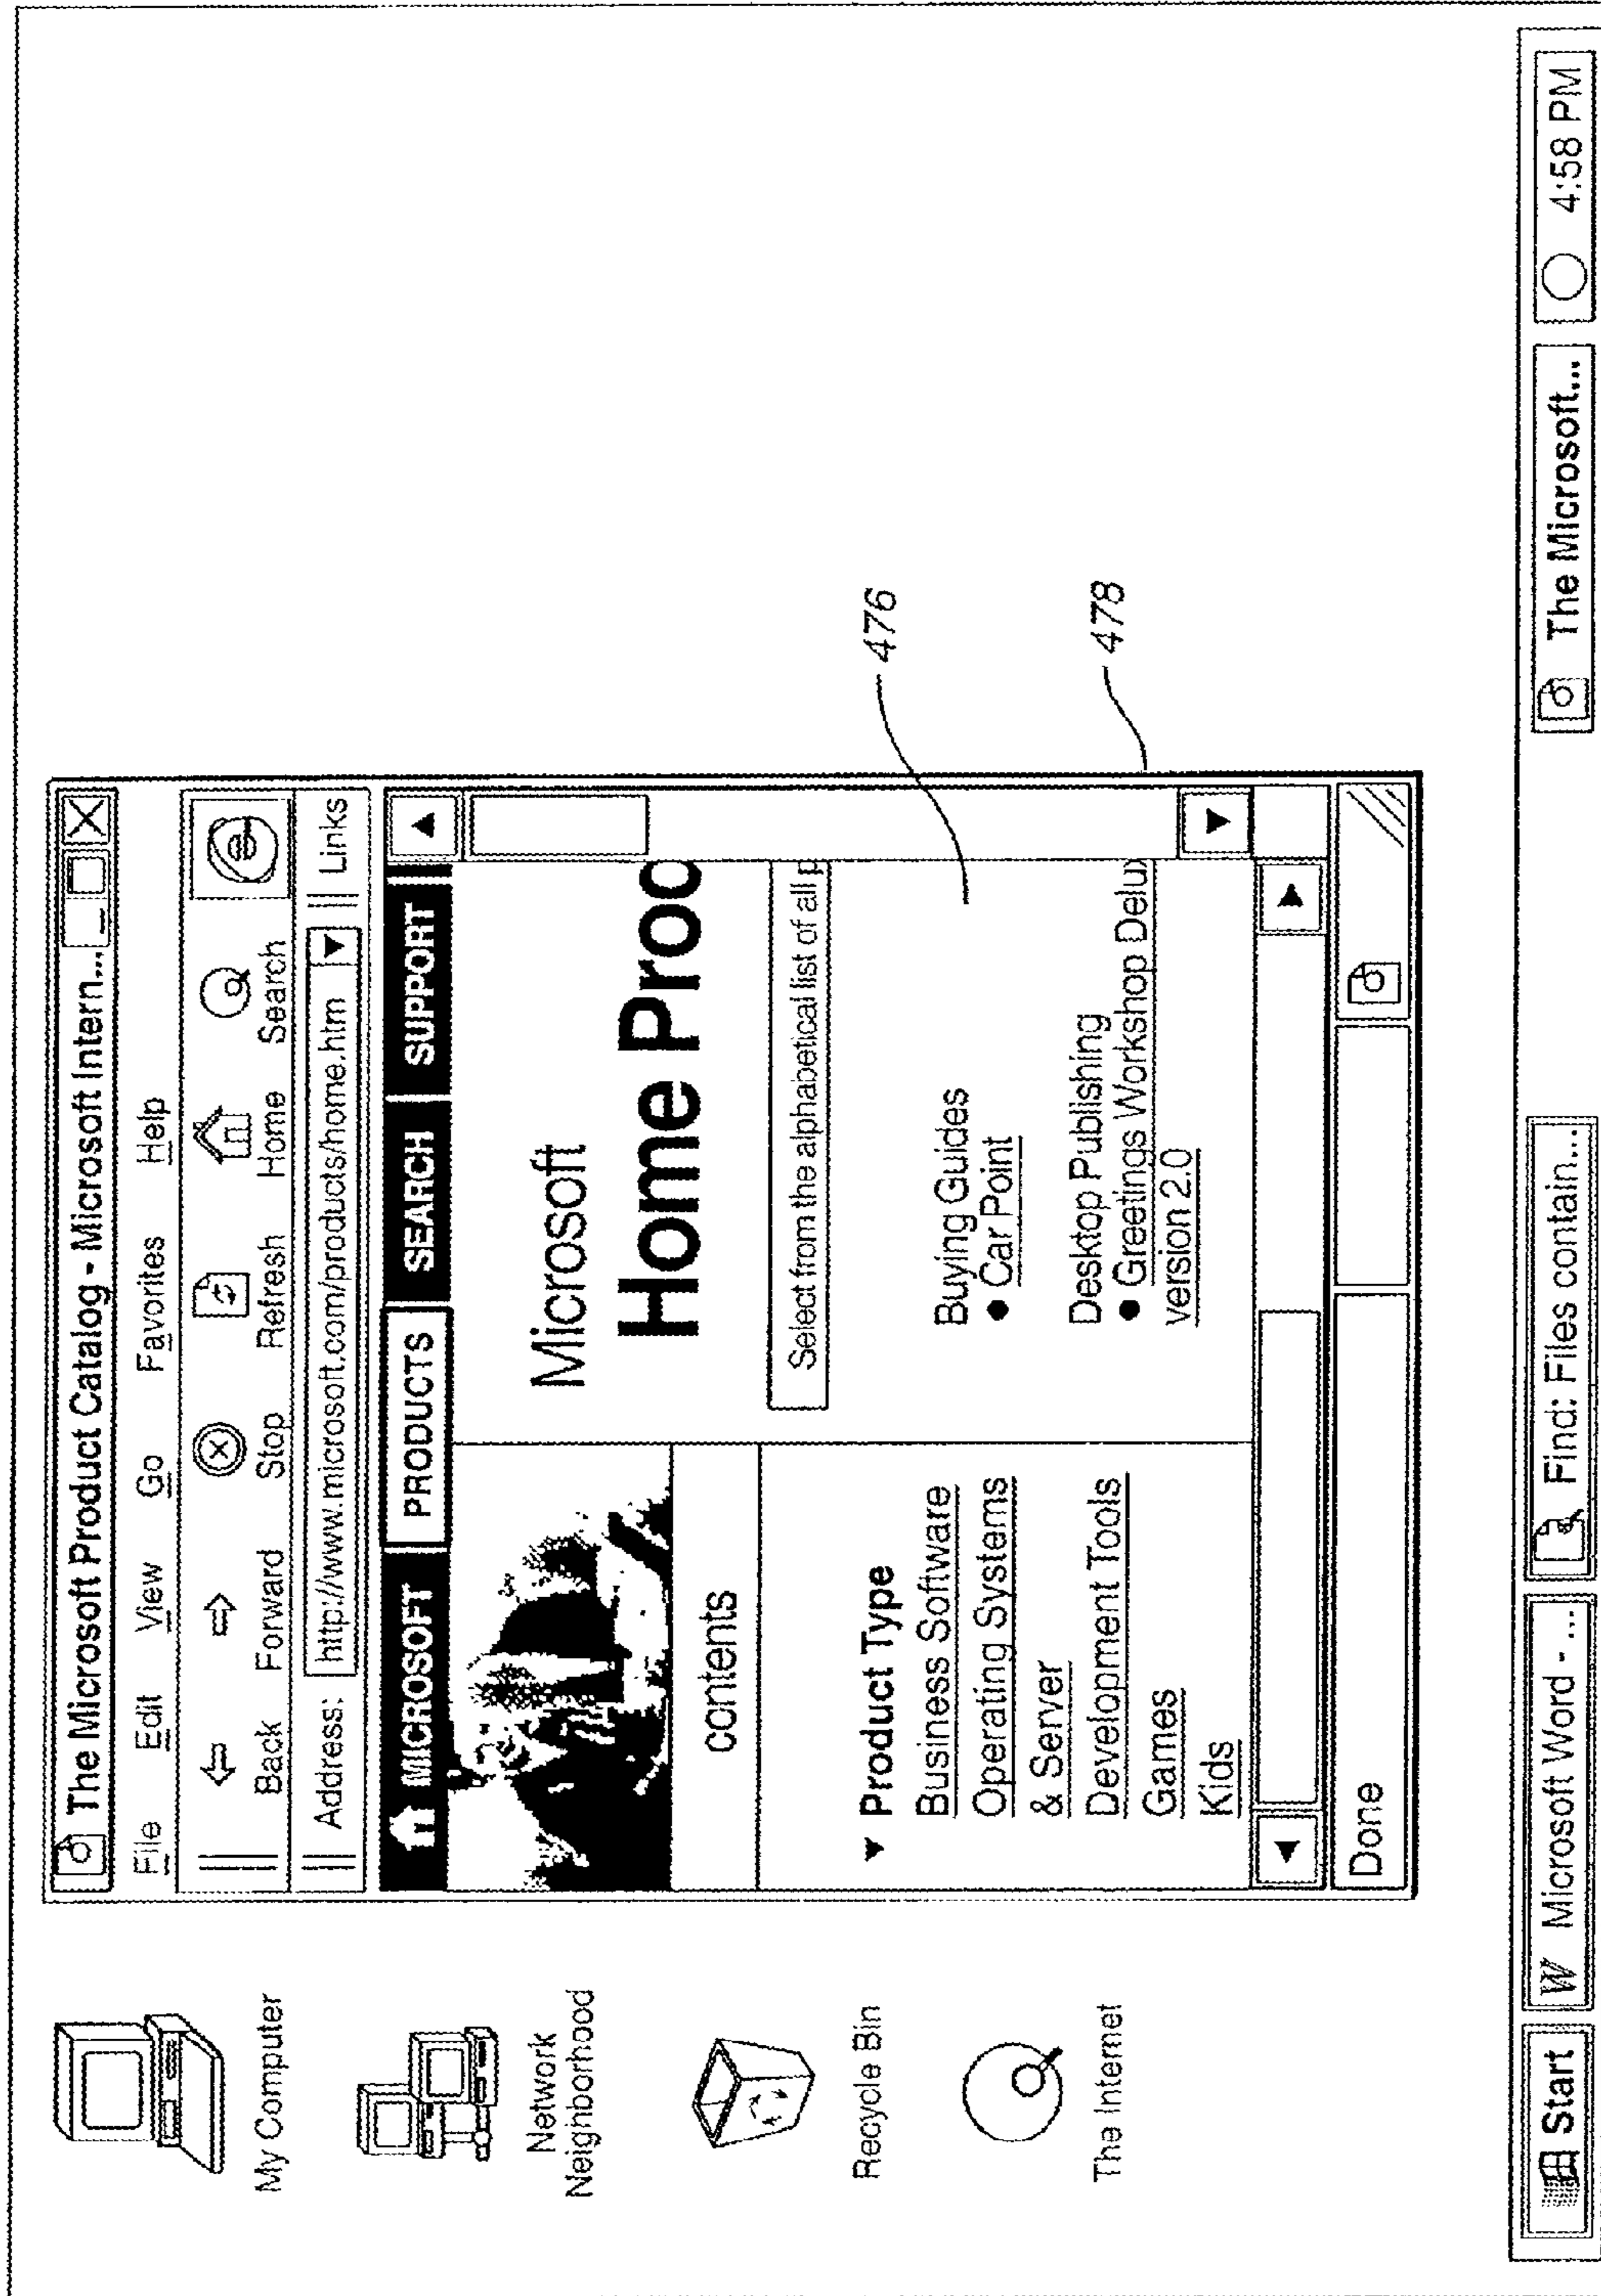 My Computer
Network
Neighborhood
Recycle Bin
The Internet
The Microsoft Product Catalog - Microsoft Intern...
File Edit View Go Favorites Help
Back Forward Stop Refresh Home Search
Address: http://www.microsoft.com/products/home.htm Links
MICROSOFT PRODUCTS SEARCH SUPPORT
contents
▼ Product Type
Business Software
Operating Systems
& Server
Development Tools
Games
Kids
Microsoft
Home Proc
Select from the alphabetical list of all p
Buying Guides
● Car Point
Desktop Publishing
● Greetings Workshop Delux
version 2.0
Done
476
478
Start W Microsoft Word - ... Find: Files contain... The Microsoft... 4:58 PM